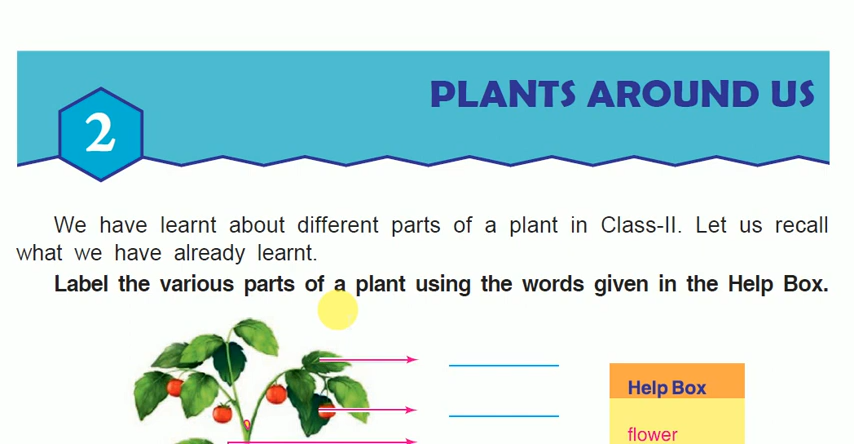 PLANTS AROUND US
2
We have learnt about different parts of a plant in Class-II. Let us recall
what we have already learnt.
Label the various parts of a plant using the words given in the Help Box.
Help Box
flower